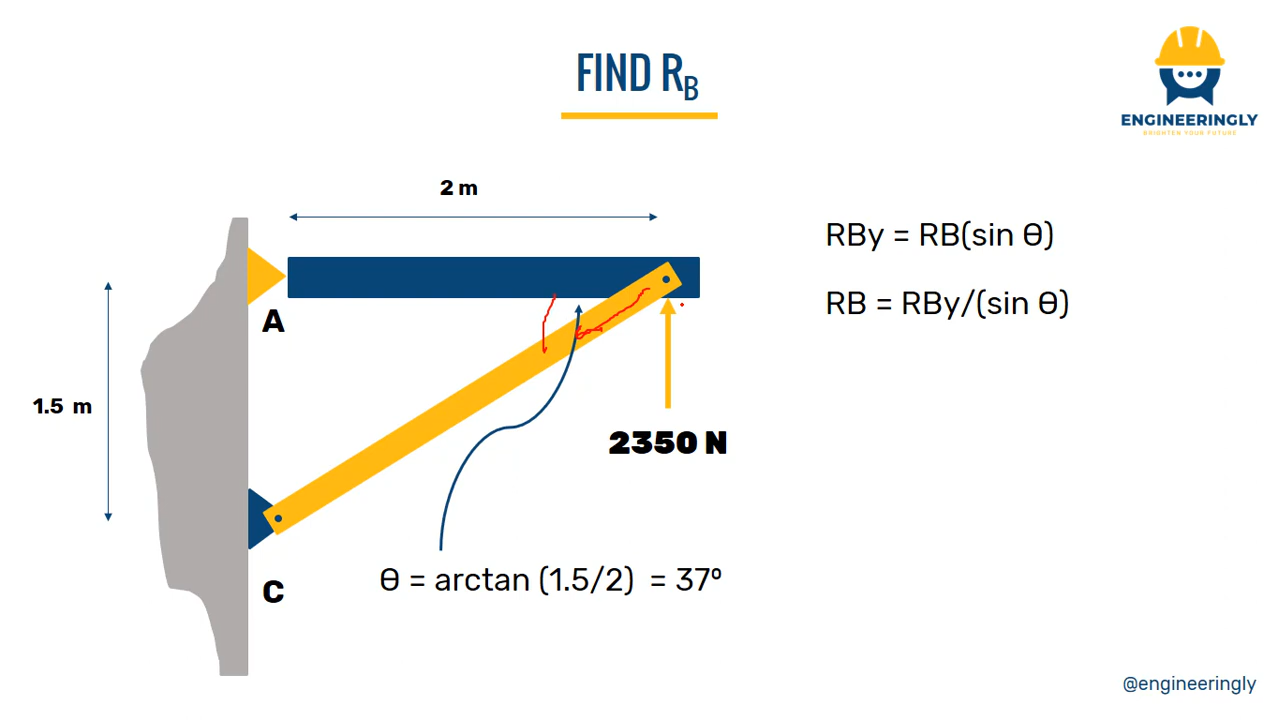 FIND RB
ENGINEERINGLY
BRIGHTEN YOUR FUTURE
2 m
RBy = RB(sin θ)
RB = RBy/(sin θ)
A
1.5 m
2350 N
θ = arctan (1.5/2) = 37º
C
@engineeringly